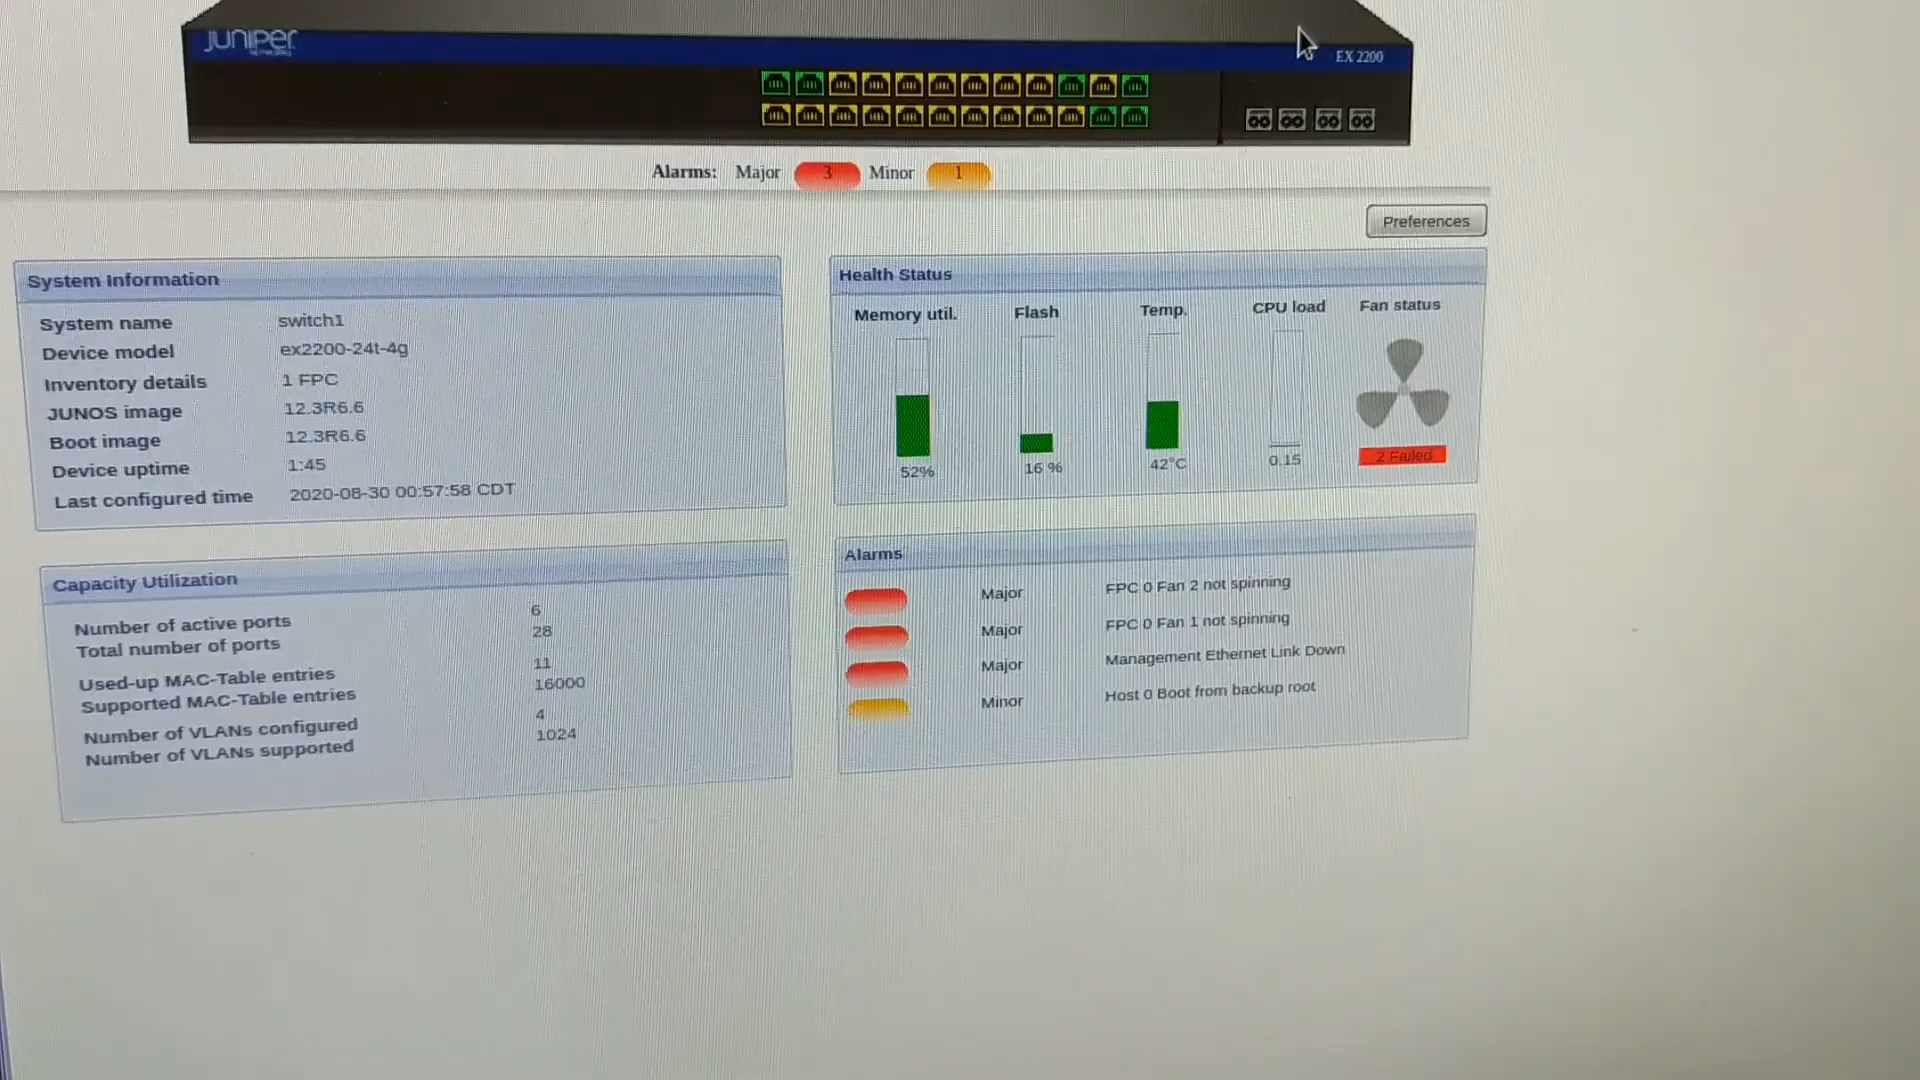 JUNIPEr
EX 2200
Alarms: Major 3 Minor 1
Preferences
System Information
System name switch1
Device model ex2200-24t-4g
Inventory details 1 FPC
JUNOS image 12.3R6.6
Boot image 12.3R6.6
Device uptime 1:45
Last configured time 2020-08-30 00:57:58 CDT
Health Status
Memory util. Flash Temp. CPU load Fan status
52% 16 % 42°C 0.15 2 Failed
Capacity Utilization
Number of active ports 6
Total number of ports 28
Used-up MAC-Table entries 11
Supported MAC-Table entries 16000
Number of VLANs configured 4
Number of VLANs supported 1024
Alarms
Major FPC 0 Fan 2 not spinning
Major FPC 0 Fan 1 not spinning
Major Management Ethernet Link Down
Minor Host 0 Boot from backup root